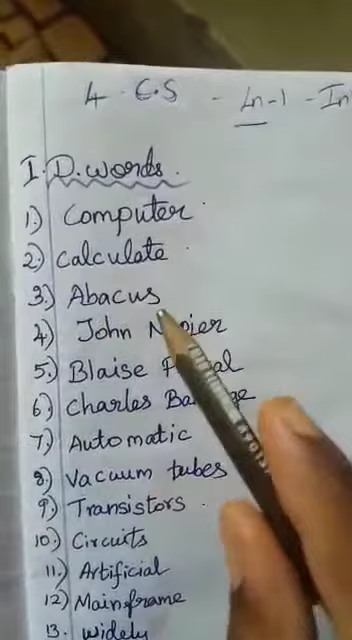 4 C.S - Ln-1 - In
I. D. words.
1.) Computer
2.) Calculate
3.) Abacus
4.) John
5.) Blaise
6.) Charles
7.) Automatic
8.) Vacuum tubes
9.) Transistors
10.) Circuits
11.) Artificial
12) Mainframe
13. Widely